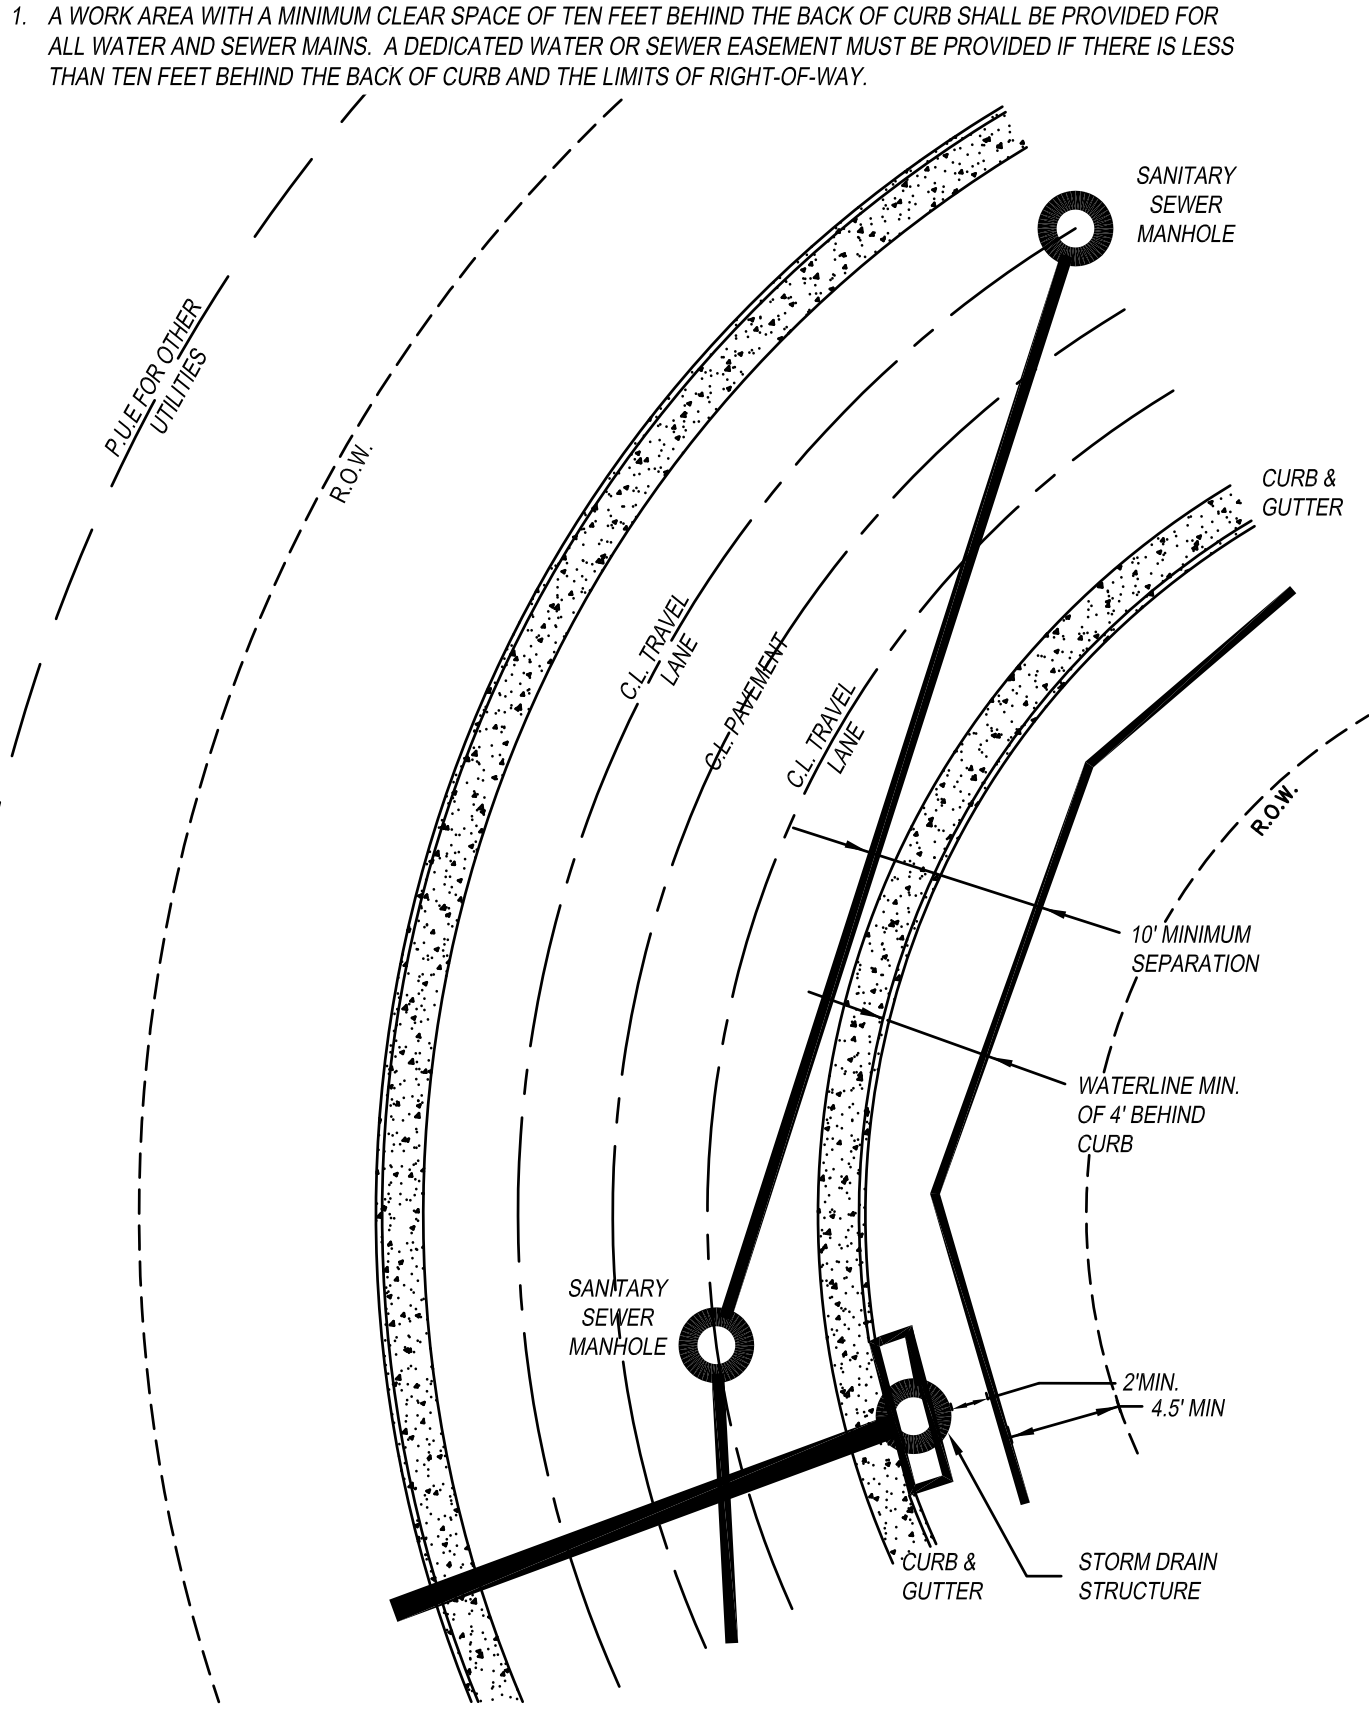 1. A WORK AREA WITH A MINIMUM CLEAR SPACE OF TEN FEET BEHIND THE BACK OF CURB SHALL BE PROVIDED FOR
ALL WATER AND SEWER MAINS. A DEDICATED WATER OR SEWER EASEMENT MUST BE PROVIDED IF THERE IS LESS
THAN TEN FEET BEHIND THE BACK OF CURB AND THE LIMITS OF RIGHT-OF-WAY.
SANITARY
SEWER
MANHOLE
P.U.E FOR OTHER
UTILITIES
R.O.W.
CURB &
GUTTER
C.L. TRAVEL
LANE
C.L. PAVEMENT
C.L. TRAVEL
LANE
R.O.W.
10' MINIMUM
SEPARATION
WATERLINE MIN.
OF 4' BEHIND
CURB
SANITARY
SEWER
MANHOLE
2'MIN.
4.5' MIN
CURB &
GUTTER
STORM DRAIN
STRUCTURE